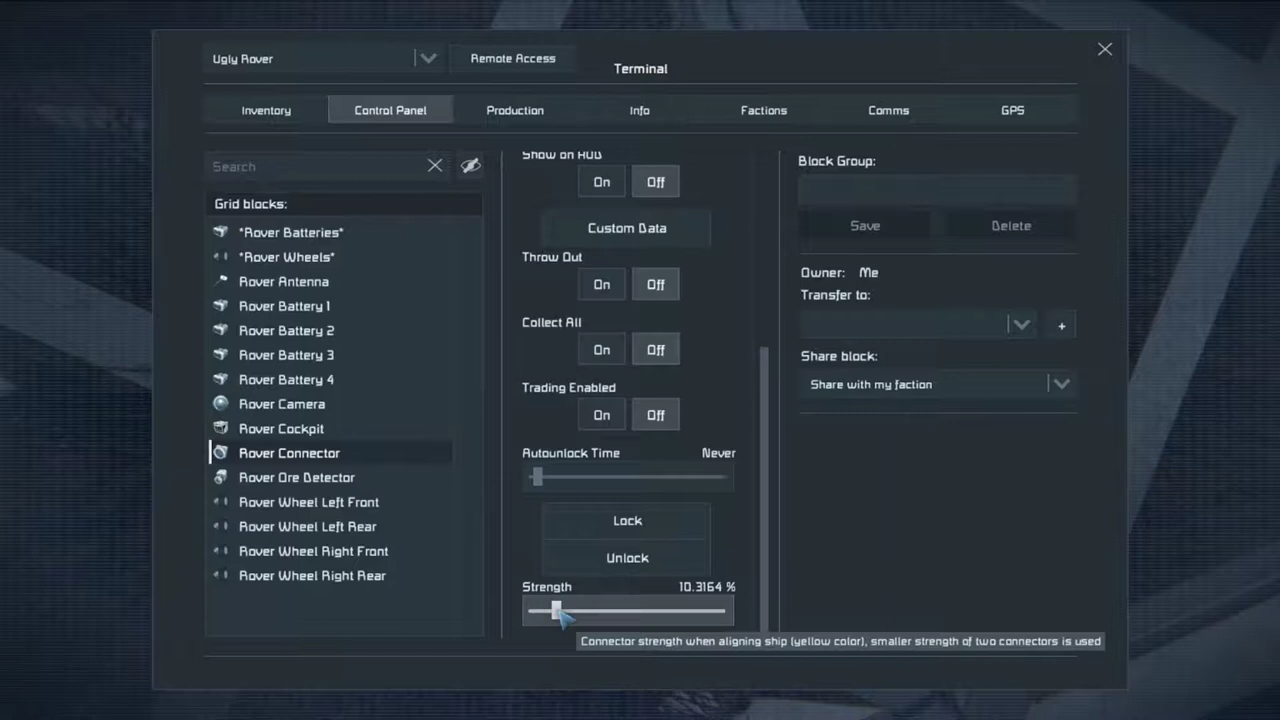 Ugly Rover
Remote Access
Terminal
Inventory
Control Panel
Production
Info
Factions
Comms
GPS
Search
Grid blocks:
*Rover Batteries*
*Rover Wheels*
Rover Antenna
Rover Battery 1
Rover Battery 2
Rover Battery 3
Rover Battery 4
Rover Camera
Rover Cockpit
Rover Connector
Rover Ore Detector
Rover Wheel Left Front
Rover Wheel Left Rear
Rover Wheel Right Front
Rover Wheel Right Rear
Show on HUD
On Off
Custom Data
Throw Out
On Off
Collect All
On Off
Trading Enabled
On Off
Autounlock Time Never
Lock
Unlock
Strength 10.3164 %
Connector strength when aligning ship (yellow color), smaller strength of two connectors is used
Block Group:
Save Delete
Owner: Me
Transfer to:
+
Share block:
Share with my faction